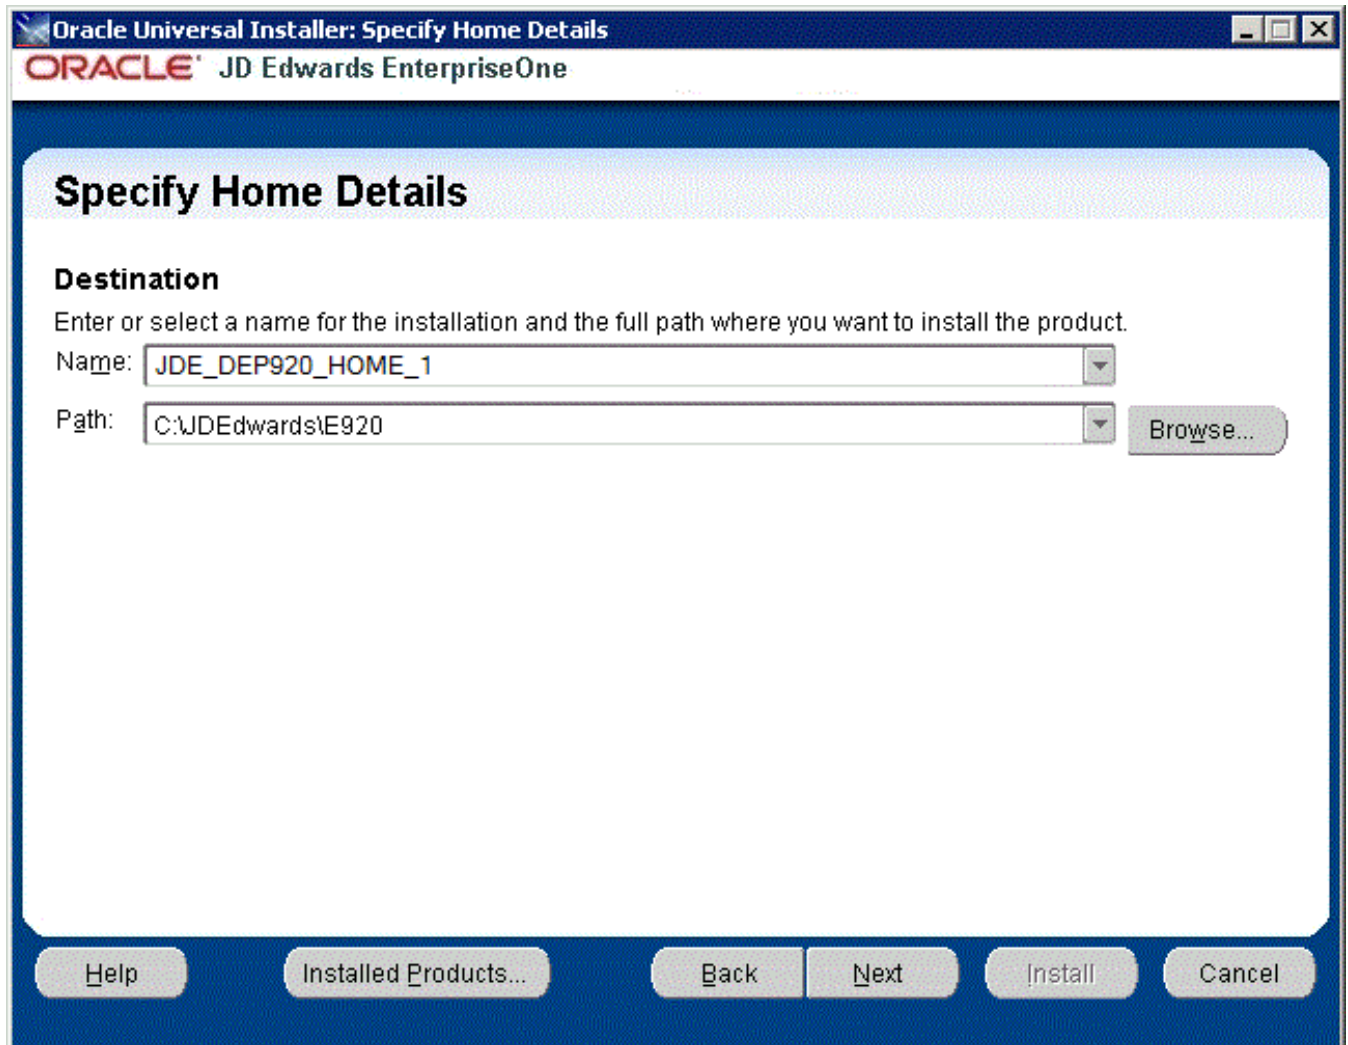 Oracle Universal Installer: Specify Home Details
ORACLE JD Edwards EnterpriseOne
Specify Home Details
Destination
Enter or select a name for the installation and the full path where you want to install the product.
Name: JDE_DEP920_HOME_1
Path: C:\JDEdwards\E920 Browse...
Help Installed Products... Back Next Install Cancel